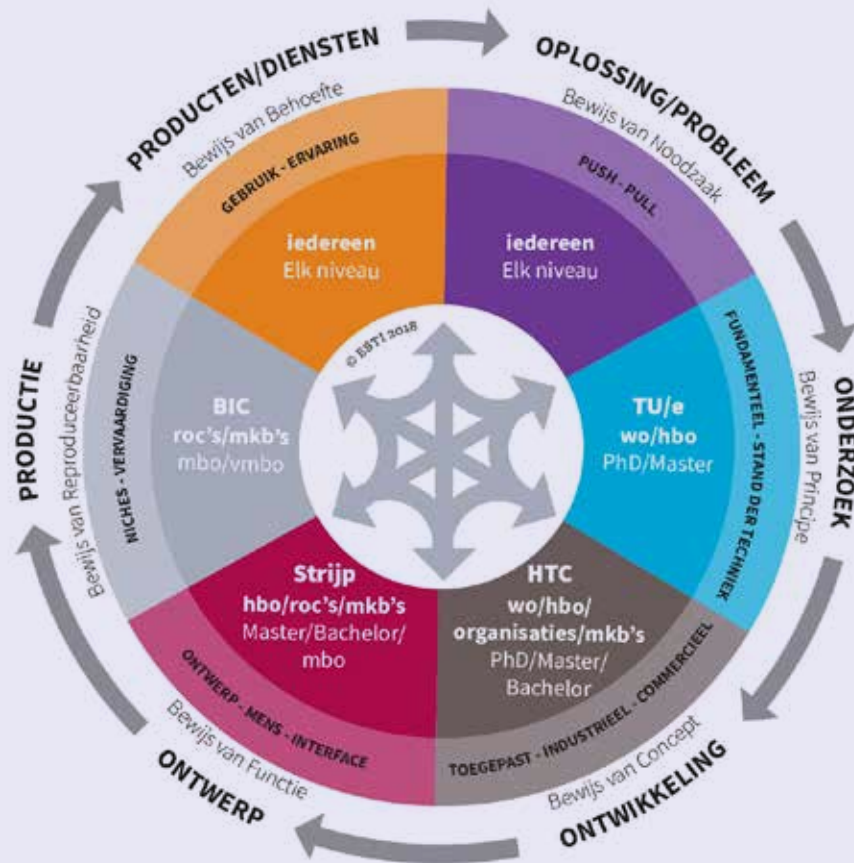 OPLOSSING/PROBLEEM
Bewijs van Noodzaak
PUSH - PULL
iedereen
Elk niveau
ONDERZOEK
Bewijs van Principe
FUNDAMENTEEL - STAND DER TECHNIEK
TU/e
wo/hbo
PhD/Master
ONTWIKKELING
Bewijs van Concept
TOEGEPAST - INDUSTRIEEL - COMMERCIEEL
HTC
wo/hbo/
organisaties/mkb's
PhD/Master/
Bachelor
ONTWERP
Bewijs van Functie
ONTWERP - MENS - INTERFACE
Strijp
hbo/roc's/mkb's
Master/Bachelor/
mbo
PRODUCTIE
Bewijs van Reproduceerbaarheid
NICHES - VERVAARDIGING
BIC
roc's/mkb's
mbo/vmbo
PRODUCTEN/DIENSTEN
Bewijs van Behoefte
GEBRUIK - ERVARING
iedereen
Elk niveau
© ESTI 2018